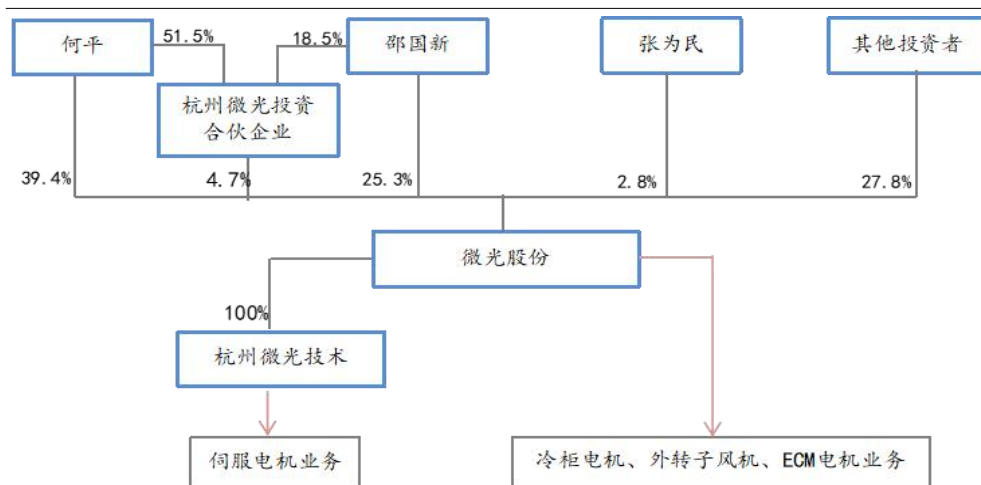 何平
51.5%
18.5%
邵国新
张为民
其他投资者
杭州微光投资
合伙企业
39.4%
4.7%
25.3%
2.8%
27.8%
微光股份
100%
杭州微光技术
伺服电机业务
冷柜电机、外转子风机、ECM电机业务